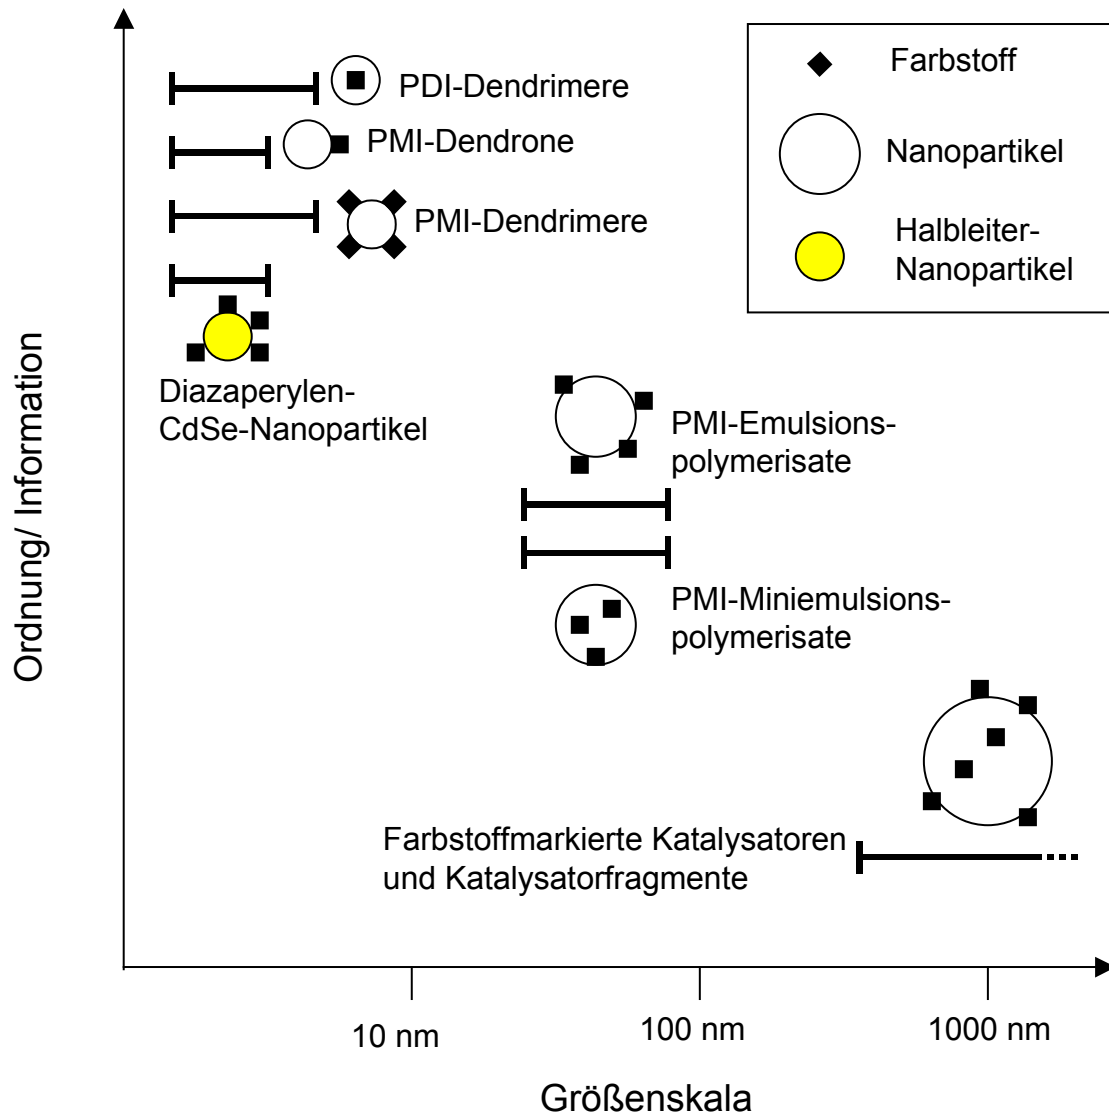 Farbstoff
Nanopartikel
Halbleiter-
Nanopartikel
PDI-Dendrimere
PMI-Dendrone
PMI-Dendrimere
Diazaperylen-
CdSe-Nanopartikel
PMI-Emulsions-
polymerisate
PMI-Miniemulsions-
polymerisate
Farbstoffmarkierte Katalysatoren
und Katalysatorfragmente
Ordnung/ Information
10 nm
100 nm
1000 nm
Größenskala